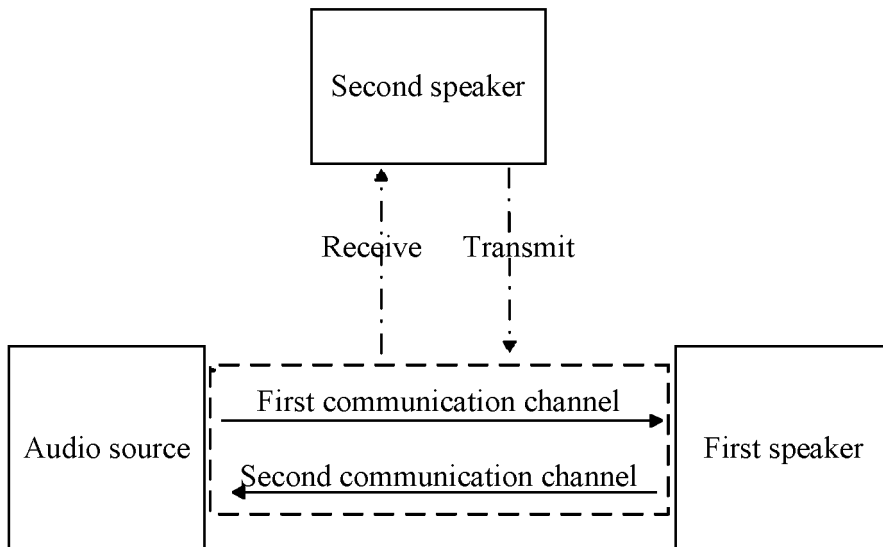 Second speaker
Receive
Transmit
First communication channel
Audio source
First speaker
Second communication channel